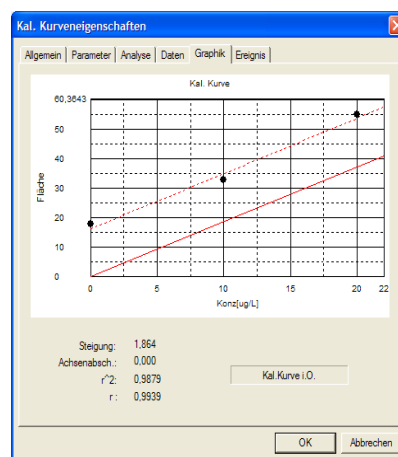 Kal. Kurveneigenschaften
Allgemein Parameter Analyse Daten Graphik Ereignis
Kal. Kurve
60,3643
50
40
30
20
10
0
Fläche
0 5 10 15 20 22
Konz[ug/L]
Steigung: 1,864
Achsenabsch.: 0,000
r^2: 0,9879
r : 0,9939
Kal.Kurve i.O.
OK Abbrechen